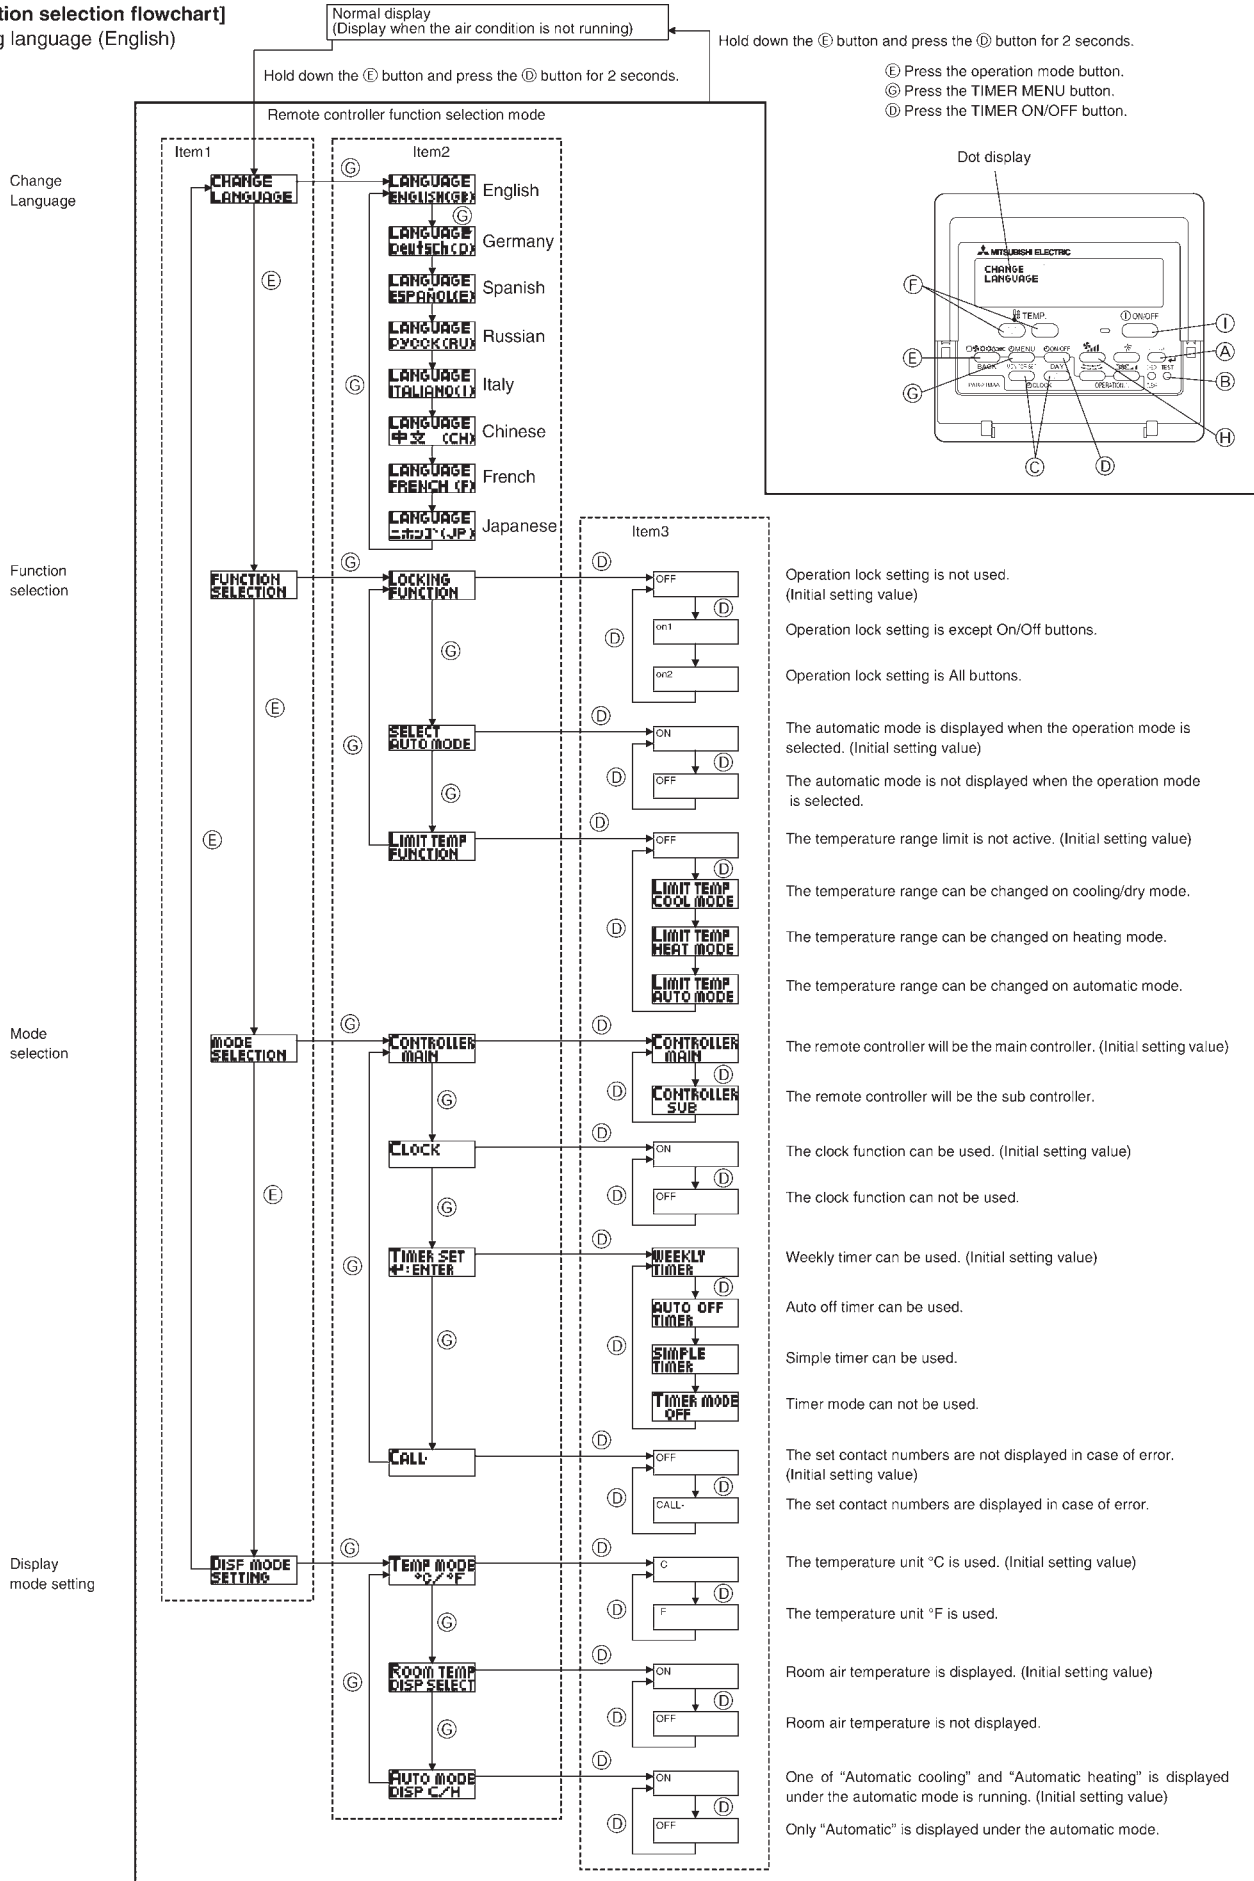 tion selection flowchart]
g language (English)
Normal display
(Display when the air condition is not running)
Hold down the Ⓔ button and press the Ⓓ button for 2 seconds.
Hold down the Ⓔ button and press the Ⓓ button for 2 seconds.
Ⓔ Press the operation mode button.
Ⓖ Press the TIMER MENU button.
Ⓓ Press the TIMER ON/OFF button.
Remote controller function selection mode
Item1
Item2
Dot display
Change
Language
CHANGE
LANGUAGE
Ⓖ
LANGUAGE
ENGLISH(GB)
English
Ⓖ
LANGUAGE
Deutsch(D)
Germany
Ⓔ
LANGUAGE
ESPAÑOL(E)
Spanish
LANGUAGE
РУССК(RU)
Russian
LANGUAGE
ITALIANO(I)
Italy
Ⓖ
LANGUAGE
中文 (CH)
Chinese
LANGUAGE
FRENCH (F)
French
LANGUAGE
ニホンゴ(JP)
Japanese
MITSUBISHI ELECTRIC
CHANGE
LANGUAGE
TEMP.
ON/OFF
MENU
ON/OFF
BACK
MONITOR/SET
DAY
CLOCK
OPERATION
TEST
Ⓕ
Ⓔ
Ⓖ
Ⓘ
Ⓐ
Ⓑ
Ⓗ
Ⓒ
Ⓓ
Item3
Function
selection
FUNCTION
SELECTION
Ⓖ
LOCKING
FUNCTION
Ⓓ
OFF
Operation lock setting is not used.
(Initial setting value)
Ⓓ
on1
Operation lock setting is except On/Off buttons.
Ⓓ
Ⓖ
on2
Operation lock setting is All buttons.
Ⓔ
Ⓓ
SELECT
AUTO MODE
ON
The automatic mode is displayed when the operation mode is
selected. (Initial setting value)
Ⓖ
Ⓓ
Ⓓ
OFF
The automatic mode is not displayed when the operation mode
is selected.
Ⓖ
Ⓓ
Ⓔ
LIMIT TEMP
FUNCTION
OFF
The temperature range limit is not active. (Initial setting value)
Ⓓ
LIMIT TEMP
COOL MODE
The temperature range can be changed on cooling/dry mode.
Ⓓ
LIMIT TEMP
HEAT MODE
The temperature range can be changed on heating mode.
LIMIT TEMP
AUTO MODE
The temperature range can be changed on automatic mode.
Mode
selection
MODE
SELECTION
Ⓖ
CONTROLLER
MAIN
Ⓓ
CONTROLLER
MAIN
The remote controller will be the main controller. (Initial setting value)
Ⓓ
Ⓖ
Ⓓ
CONTROLLER
SUB
The remote controller will be the sub controller.
Ⓓ
CLOCK
ON
The clock function can be used. (Initial setting value)
Ⓓ
Ⓔ
Ⓖ
Ⓓ
OFF
The clock function can not be used.
Ⓓ
TIMER SET
↵:ENTER
WEEKLY
TIMER
Weekly timer can be used. (Initial setting value)
Ⓖ
Ⓓ
AUTO OFF
TIMER
Auto off timer can be used.
Ⓖ
Ⓓ
SIMPLE
TIMER
Simple timer can be used.
TIMER MODE
OFF
Timer mode can not be used.
Ⓓ
CALL-
OFF
The set contact numbers are not displayed in case of error.
(Initial setting value)
Ⓓ
Ⓓ
CALL-
The set contact numbers are displayed in case of error.
Display
mode setting
DISP MODE
SETTING
Ⓖ
TEMP MODE
°C/°F
Ⓓ
C
The temperature unit °C is used. (Initial setting value)
Ⓓ
Ⓖ
Ⓓ
F
The temperature unit °F is used.
Ⓓ
ROOM TEMP
DISP SELECT
ON
Room air temperature is displayed. (Initial setting value)
Ⓖ
Ⓓ
Ⓖ
Ⓓ
OFF
Room air temperature is not displayed.
Ⓓ
AUTO MODE
DISP C/H
ON
One of “Automatic cooling” and “Automatic heating” is displayed
under the automatic mode is running. (Initial setting value)
Ⓓ
Ⓓ
OFF
Only “Automatic” is displayed under the automatic mode.